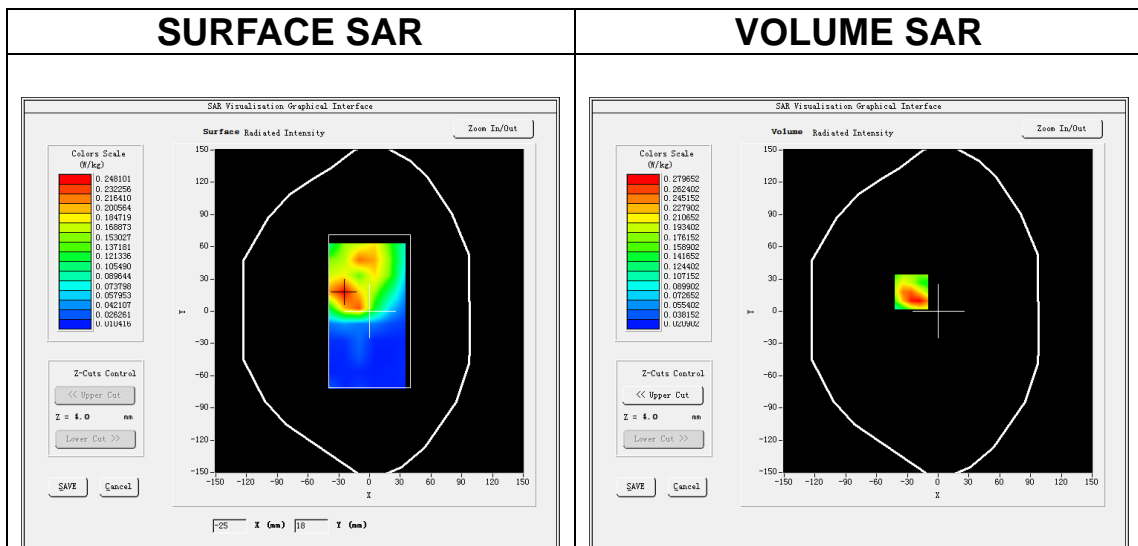 SURFACE SAR
VOLUME SAR
SAR Visualisation Graphical Interface
Surface Radiated Intensity
Zoom In/Out
Colors Scale
(W/kg)
0.248101
0.232256
0.216410
0.200564
0.184719
0.168873
0.153027
0.137181
0.121336
0.105490
0.089644
0.073798
0.057953
0.042107
0.026261
0.010416
150
120
90
60
30
0
-30
-60
-90
-120
-150
Y
-150 -120 -90 -60 -30 0 30 60 90 120 150
X
Z-Cuts Control
<< Upper Cut
Z = 4.0 mm
Lower Cut >>
SAVE Cancel
-25 X (mm) 18 Y (mm)
SAR Visualisation Graphical Interface
Volume Radiated Intensity
Zoom In/Out
Colors Scale
(W/kg)
0.279652
0.262402
0.245152
0.227902
0.210652
0.193402
0.176152
0.158902
0.141652
0.124402
0.107152
0.089902
0.072652
0.055402
0.038152
0.020902
150
120
90
60
30
0
-30
-60
-90
-120
-150
Y
-150 -120 -90 -60 -30 0 30 60 90 120 150
X
Z-Cuts Control
<< Upper Cut
Z = 4.0 mm
Lower Cut >>
SAVE Cancel